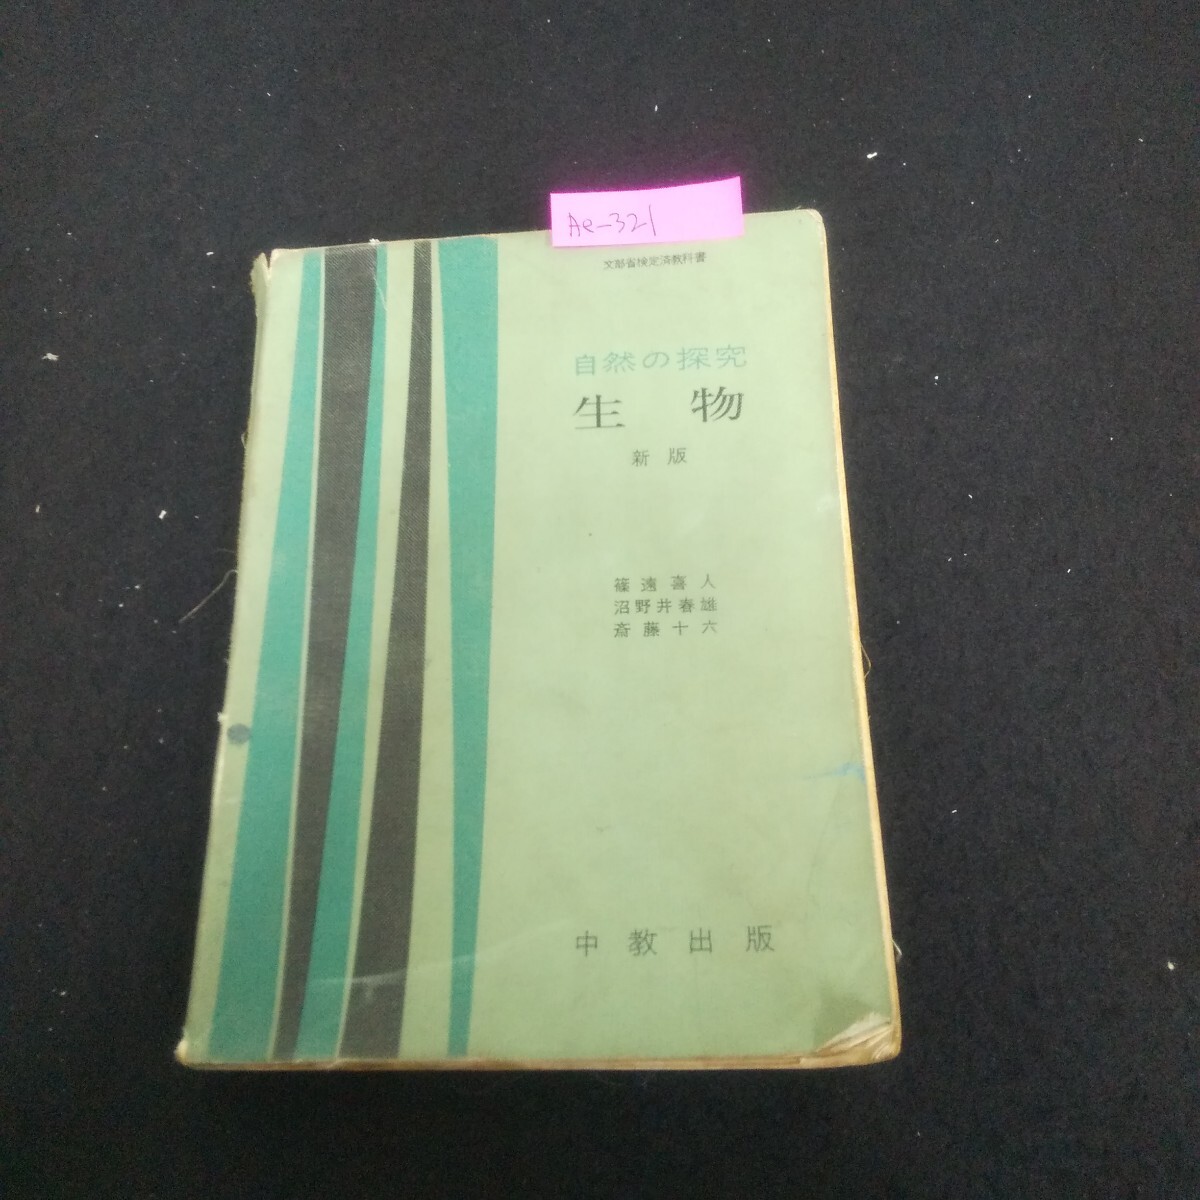 Ae-321
文部省検定済教科書
自然の探究
生物
新版
篠遠喜人
沼野井春雄
斎藤十六
中教出版